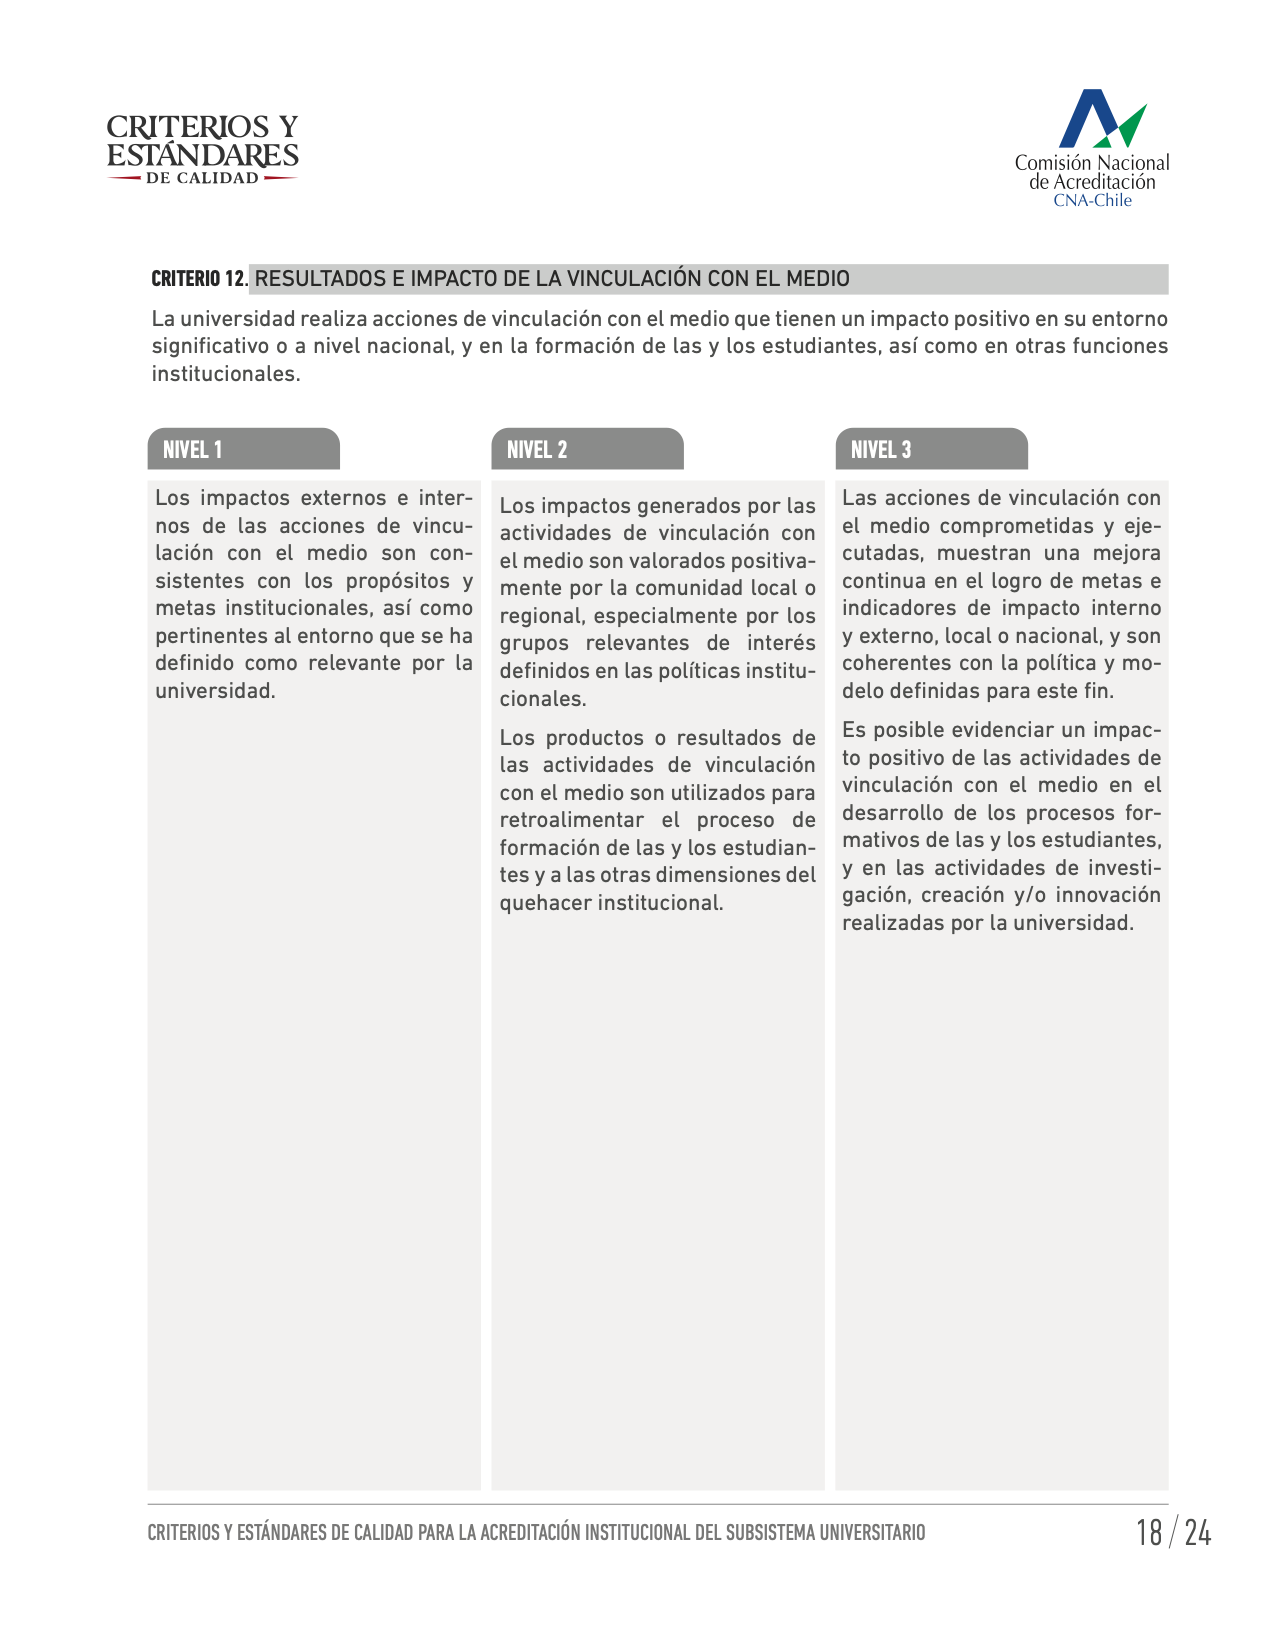 CRITERIOS Y
ESTÁNDARES
DE CALIDAD
Comisión Nacional
de Acreditación
CNA-Chile
CRITERIO 12. RESULTADOS E IMPACTO DE LA VINCULACIÓN CON EL MEDIO
La universidad realiza acciones de vinculación con el medio que tienen un impacto positivo en su entorno
significativo o a nivel nacional, y en la formación de las y los estudiantes, así como en otras funciones
institucionales.
NIVEL 1
Los impactos externos e inter-
nos de las acciones de vincu-
lación con el medio son con-
sistentes con los propósitos y
metas institucionales, así como
pertinentes al entorno que se ha
definido como relevante por la
universidad.
NIVEL 2
Los impactos generados por las
actividades de vinculación con
el medio son valorados positiva-
mente por la comunidad local o
regional, especialmente por los
grupos relevantes de interés
definidos en las políticas institu-
cionales.
Los productos o resultados de
las actividades de vinculación
con el medio son utilizados para
retroalimentar el proceso de
formación de las y los estudian-
tes y a las otras dimensiones del
quehacer institucional.
NIVEL 3
Las acciones de vinculación con
el medio comprometidas y eje-
cutadas, muestran una mejora
continua en el logro de metas e
indicadores de impacto interno
y externo, local o nacional, y son
coherentes con la política y mo-
delo definidas para este fin.
Es posible evidenciar un impac-
to positivo de las actividades de
vinculación con el medio en el
desarrollo de los procesos for-
mativos de las y los estudiantes,
y en las actividades de investi-
gación, creación y/o innovación
realizadas por la universidad.
CRITERIOS Y ESTÁNDARES DE CALIDAD PARA LA ACREDITACIÓN INSTITUCIONAL DEL SUBSISTEMA UNIVERSITARIO
18 / 24